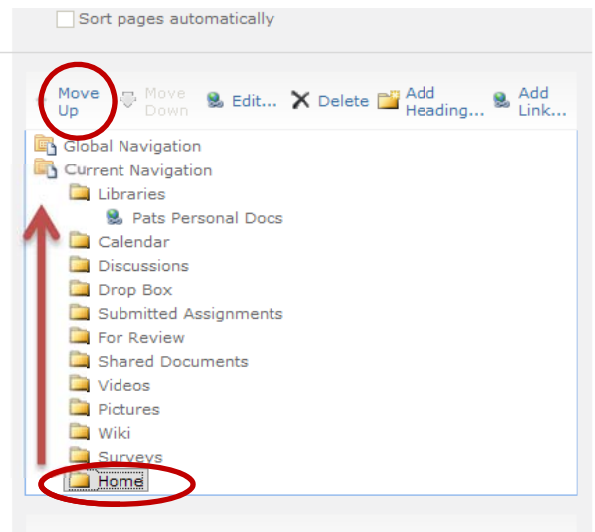 Sort pages automatically
Move Up Move Down Edit... Delete Add Heading... Add Link...
Global Navigation
Current Navigation
Libraries
Pats Personal Docs
Calendar
Discussions
Drop Box
Submitted Assignments
For Review
Shared Documents
Videos
Pictures
Wiki
Surveys
Home